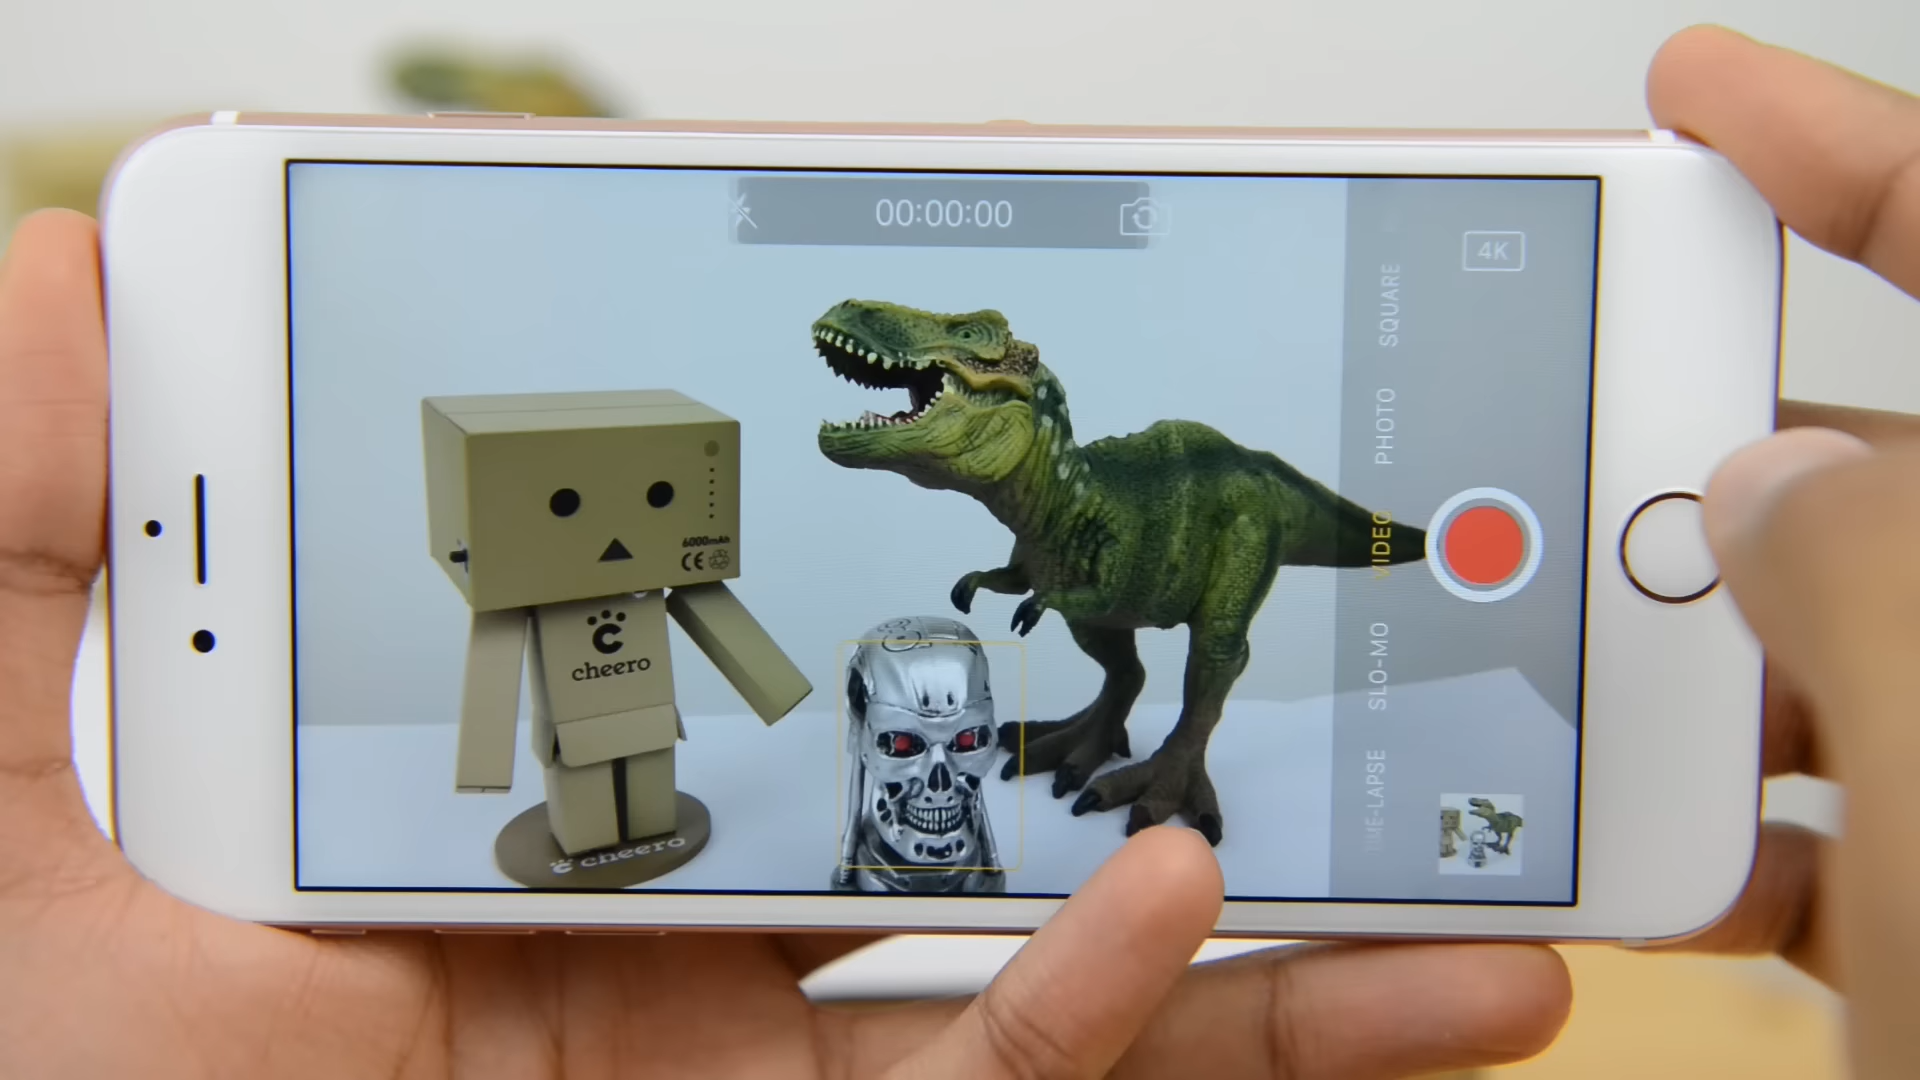 00:00:00
4K
SQUARE
PHOTO
VIDEO
SLO-MO
TIME-LAPSE
6000mAh
CE
cheero
cheero